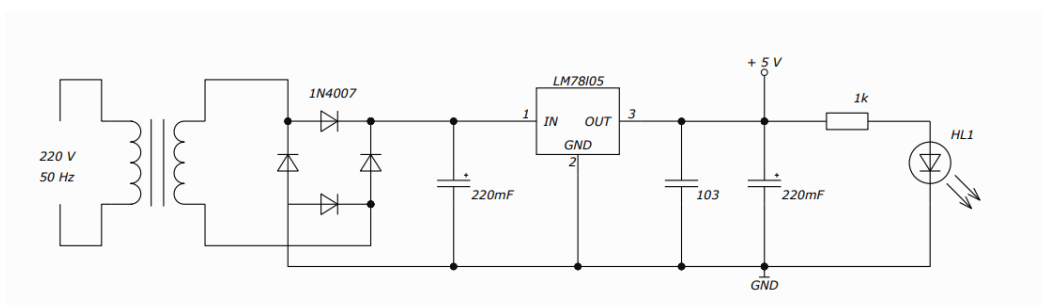 220 V
50 Hz
1N4007
+
220mF
LM78l05
1
IN
OUT
3
GND
2
103
+ 5 V
+
220mF
GND
1k
HL1